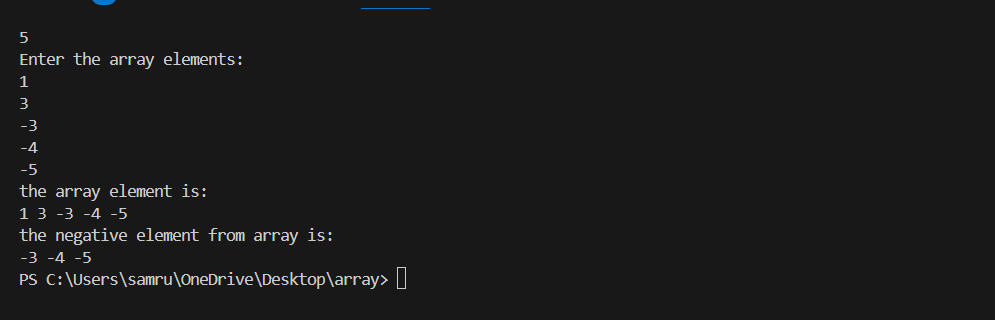 5
Enter the array elements:
1
3
-3
-4
-5
the array element is:
1 3 -3 -4 -5
the negative element from array is:
-3 -4 -5
PS C:\Users\samru\OneDrive\Desktop\array>